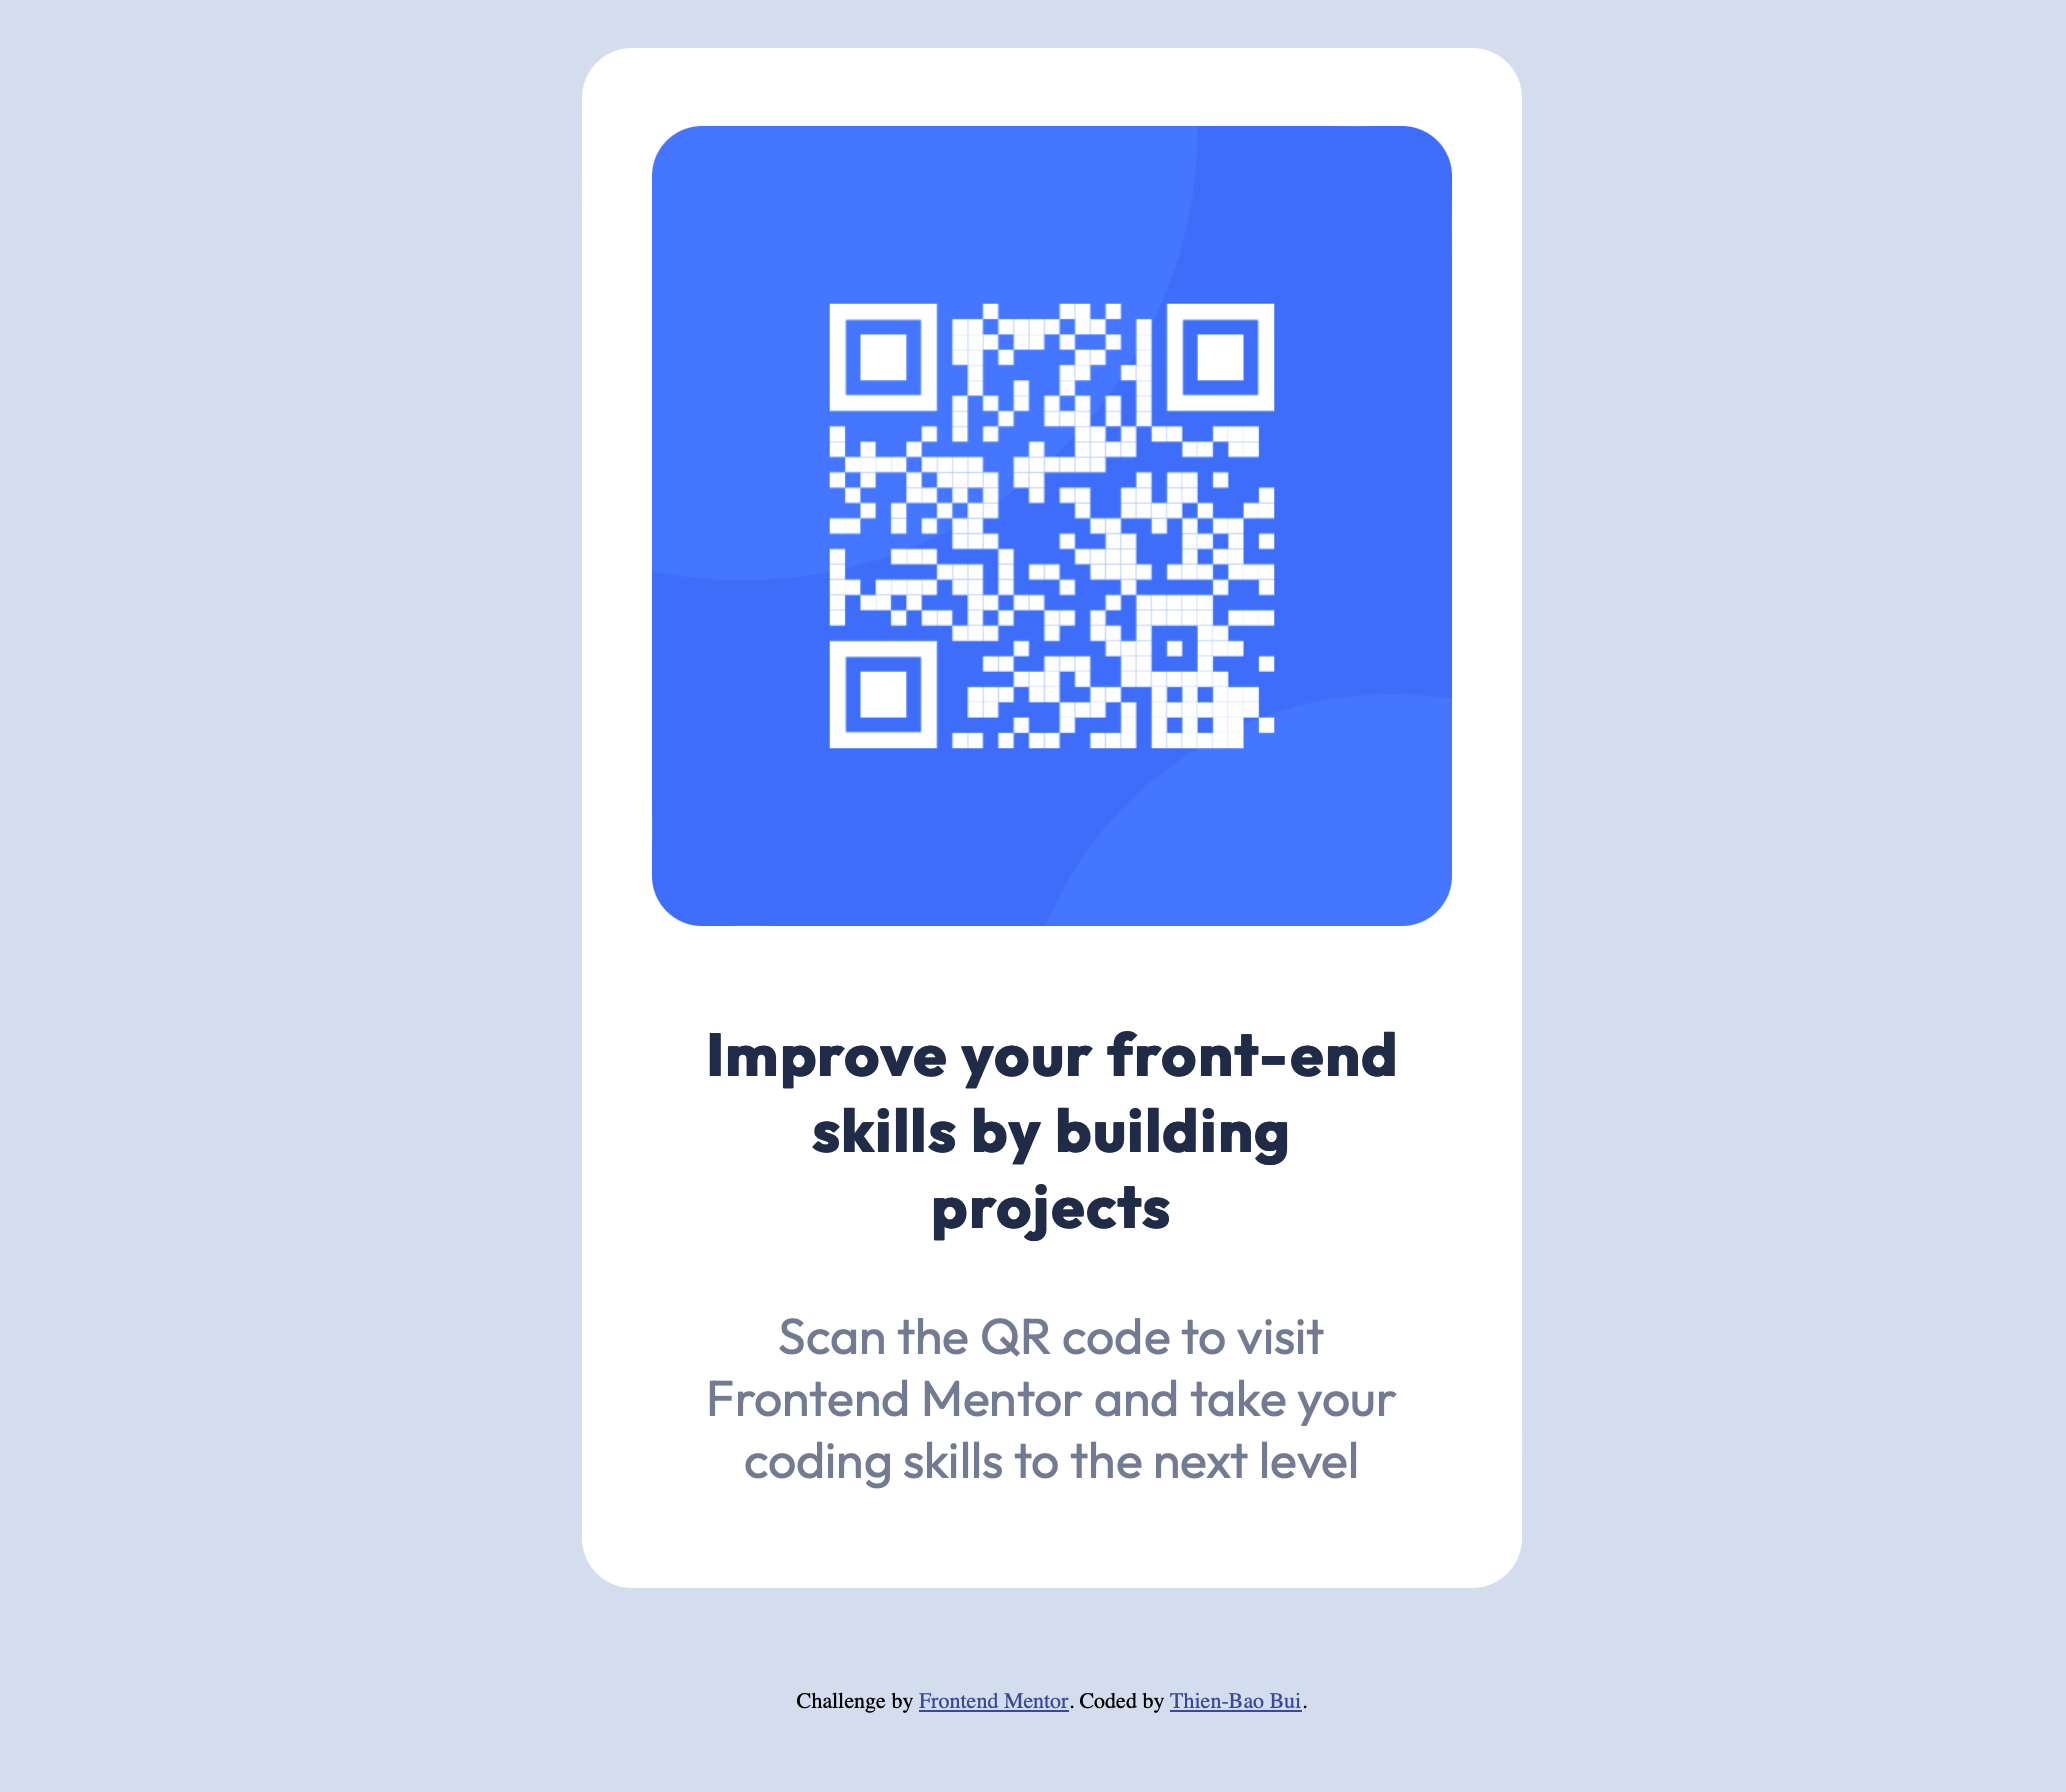 Improve your front-end
skills by building
projects
Scan the QR code to visit
Frontend Mentor and take your
coding skills to the next level
Challenge by Frontend Mentor. Coded by Thien-Bao Bui.